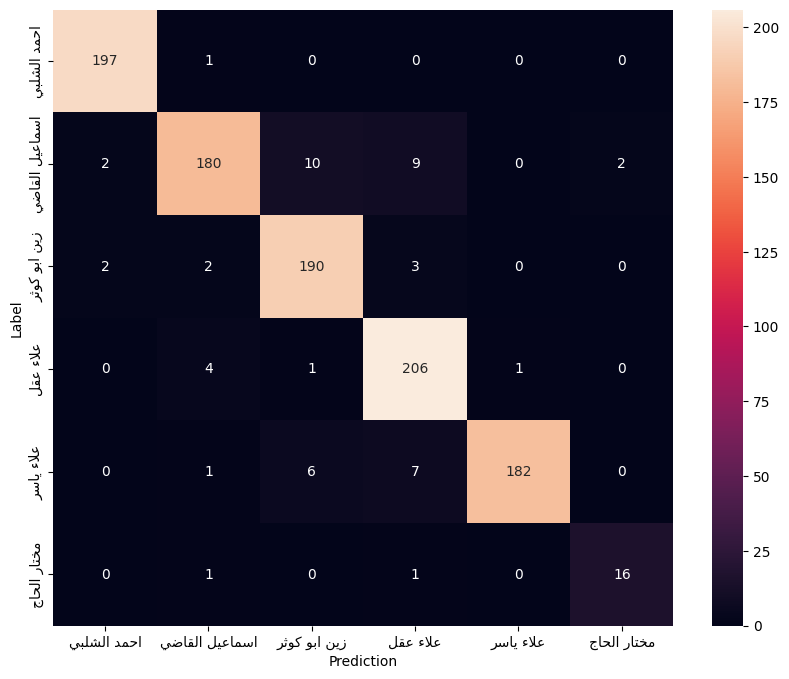 احمد الشلبي 197 1 0 0 0 0
اسماعيل القاضي 2 180 10 9 0 2
زين ابو كوثر 2 2 190 3 0 0
علاء عقل 0 4 1 206 1 0
علاء ياسر 0 1 6 7 182 0
مختار الحاج 0 1 0 1 0 16
Label
احمد الشلبي
اسماعيل القاضي
زين ابو كوثر
علاء عقل
علاء ياسر
مختار الحاج
Prediction
200
175
150
125
100
75
50
25
0